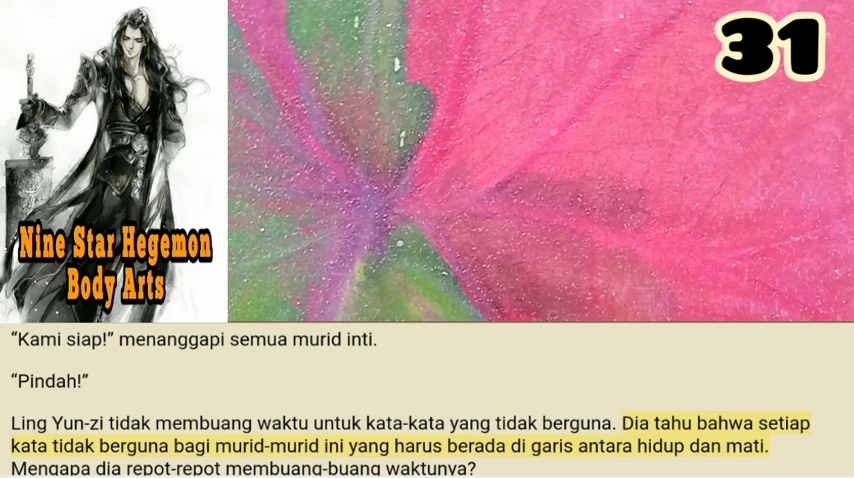 31
Nine Star Hegemon
Body Arts
“Kami siap!” menanggapi semua murid inti.
“Pindah!”
Ling Yun-zi tidak membuang waktu untuk kata-kata yang tidak berguna. Dia tahu bahwa setiap
kata tidak berguna bagi murid-murid ini yang harus berada di garis antara hidup dan mati.
Mengapa dia repot-repot membuang-buang waktunya?